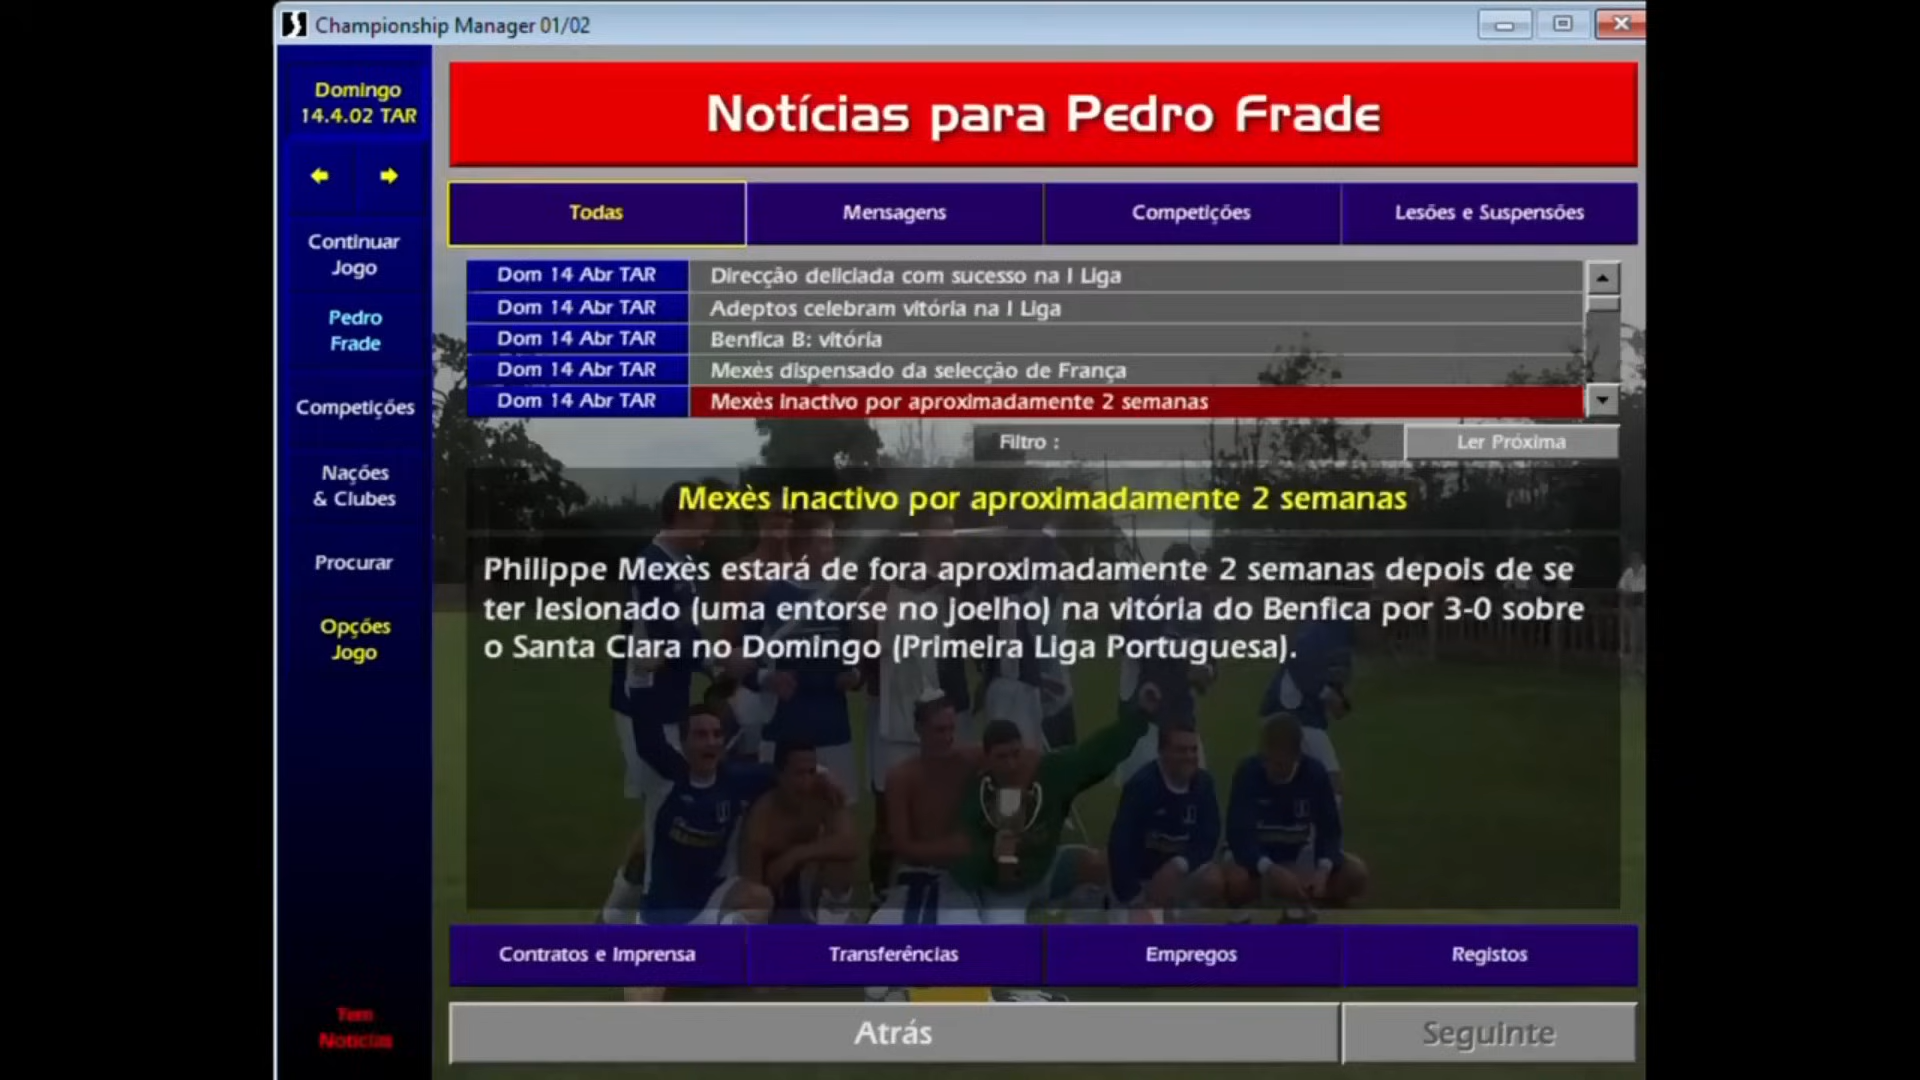 Championship Manager 01/02
Domingo
14.4.02 TAR
Notícias para Pedro Frade
Todas
Mensagens
Competições
Lesões e Suspensões
Continuar
Jogo
Pedro
Frade
Competições
Nações
& Clubes
Procurar
Opções
Jogo
Tem
Notícias
Dom 14 Abr TAR Direcção deliciada com sucesso na I Liga
Dom 14 Abr TAR Adeptos celebram vitória na I Liga
Dom 14 Abr TAR Benfica B: vitória
Dom 14 Abr TAR Mexès dispensado da selecção de França
Dom 14 Abr TAR Mexès inactivo por aproximadamente 2 semanas
Filtro :
Ler Próxima
Mexès inactivo por aproximadamente 2 semanas
Philippe Mexès estará de fora aproximadamente 2 semanas depois de se
ter lesionado (uma entorse no joelho) na vitória do Benfica por 3-0 sobre
o Santa Clara no Domingo (Primeira Liga Portuguesa).
Contratos e Imprensa
Transferências
Empregos
Registos
Atrás
Seguinte